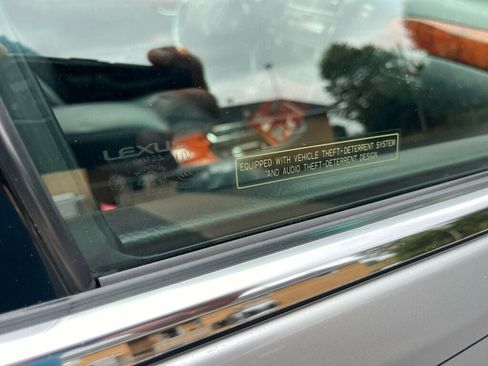 LEXUS
EQUIPPED WITH VEHICLE THEFT-DETERRENT SYSTEM
AND AUDIO THEFT-DETERRENT DESIGN